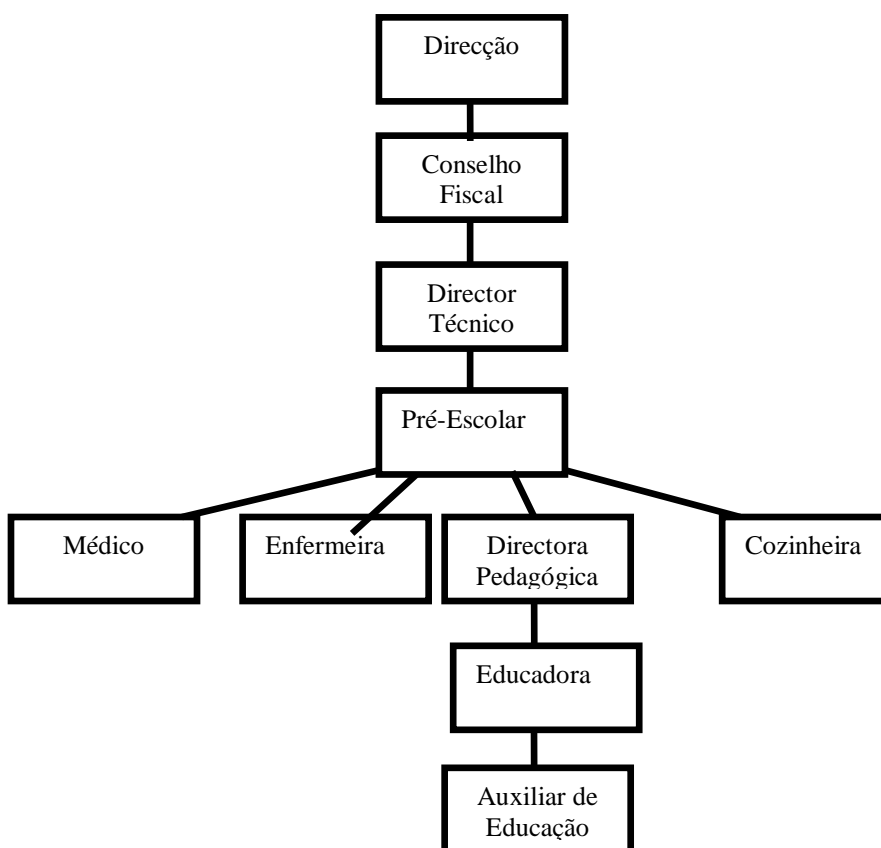 Direcção
Conselho
Fiscal
Director
Técnico
Pré-Escolar
Médico
Enfermeira
Directora
Pedagógica
Cozinheira
Educadora
Auxiliar de
Educação